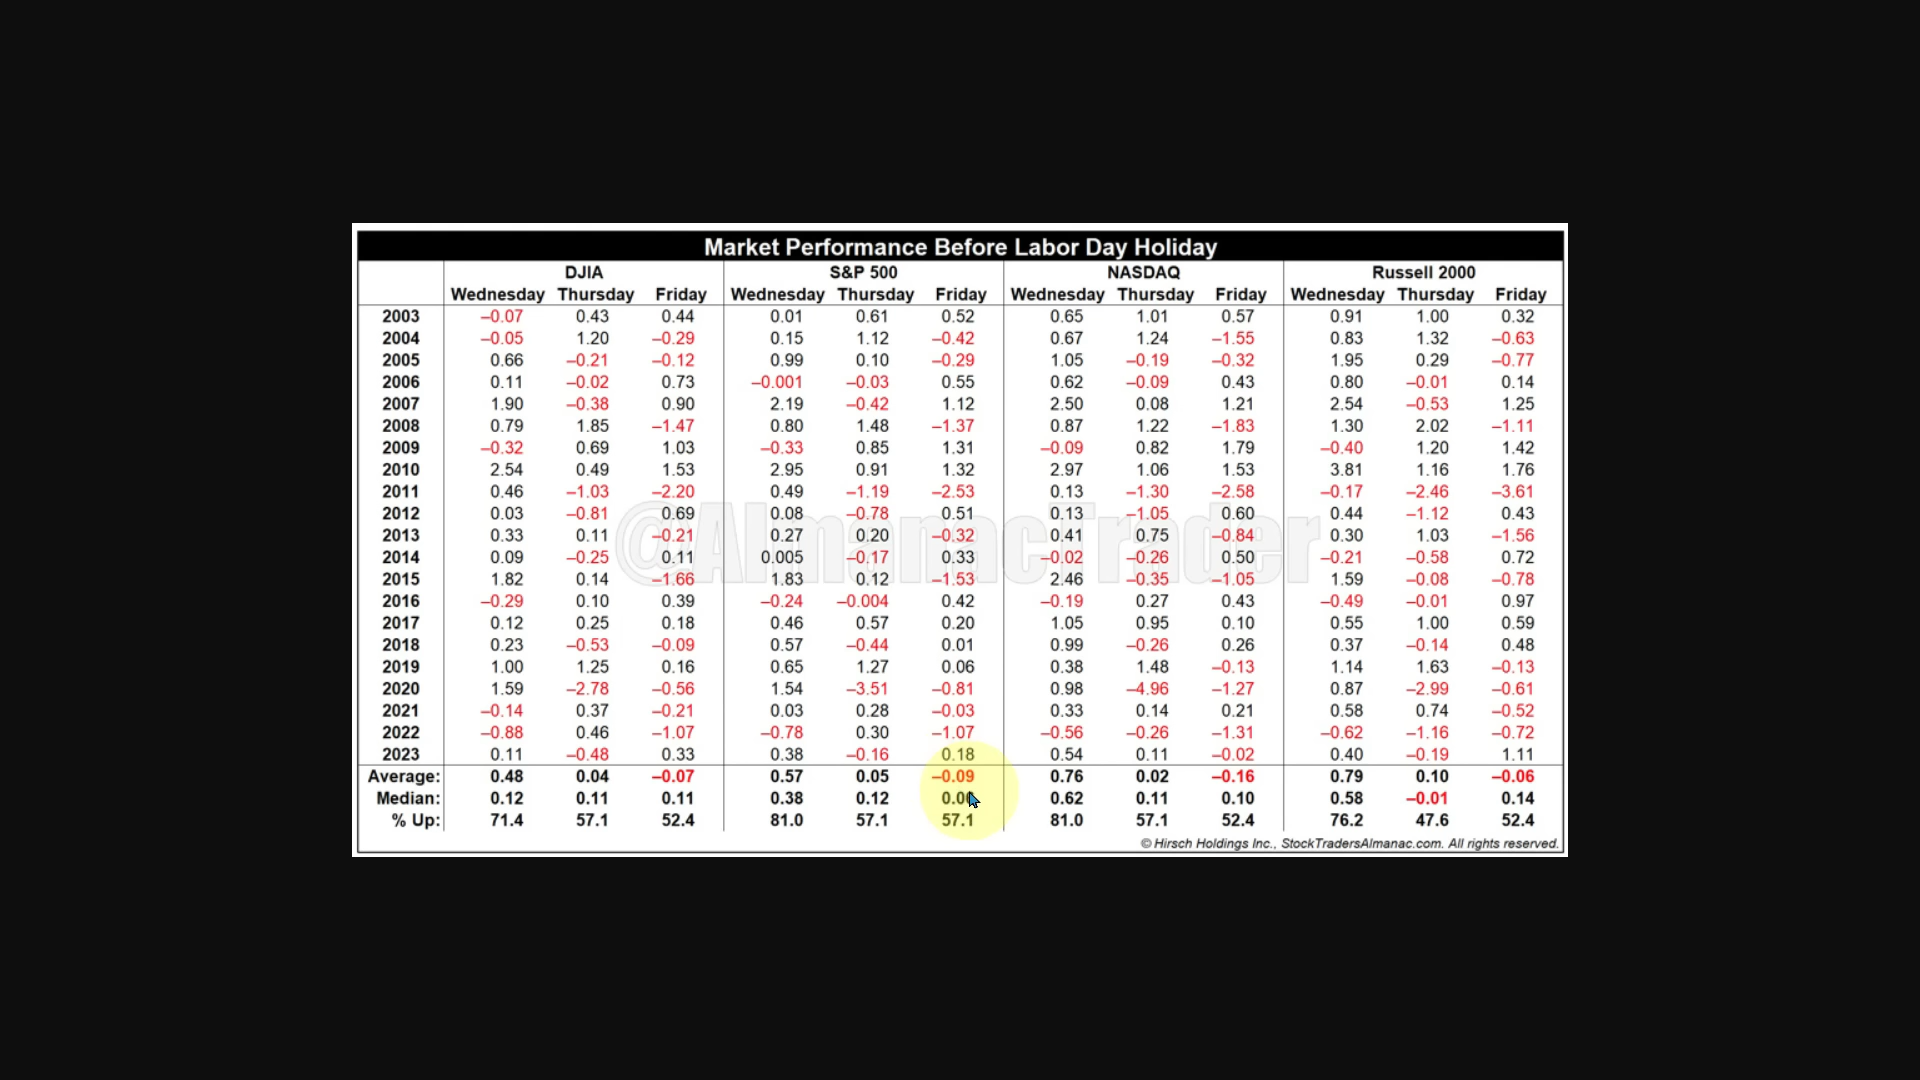 Market Performance Before Labor Day Holiday
DJIA S&P 500 NASDAQ Russell 2000
Wednesday Thursday Friday Wednesday Thursday Friday Wednesday Thursday Friday Wednesday Thursday Friday
2003 –0.07 0.43 0.44 0.01 0.61 0.52 0.65 1.01 0.57 0.91 1.00 0.32
2004 –0.05 1.20 –0.29 0.15 1.12 –0.42 0.67 1.24 –1.55 0.83 1.32 –0.63
2005 0.66 –0.21 –0.12 0.99 0.10 –0.29 1.05 –0.19 –0.32 1.95 0.29 –0.77
2006 0.11 –0.02 0.73 –0.001 –0.03 0.55 0.62 –0.09 0.43 0.80 –0.01 0.14
2007 1.90 –0.38 0.90 2.19 –0.42 1.12 2.50 0.08 1.21 2.54 –0.53 1.25
2008 0.79 1.85 –1.47 0.80 1.48 –1.37 0.87 1.22 –1.83 1.30 2.02 –1.11
2009 –0.32 0.69 1.03 –0.33 0.85 1.31 –0.09 0.82 1.79 –0.40 1.20 1.42
2010 2.54 0.49 1.53 2.95 0.91 1.32 2.97 1.06 1.53 3.81 1.16 1.76
2011 0.46 –1.03 –2.20 0.49 –1.19 –2.53 0.13 –1.30 –2.58 –0.17 –2.46 –3.61
2012 0.03 –0.81 0.69 0.08 –0.78 0.51 0.13 –1.05 0.60 0.44 –1.12 0.43
@AlmanacTrader
2013 0.33 0.11 –0.21 0.27 0.20 –0.32 0.41 0.75 –0.84 0.30 1.03 –1.56
2014 0.09 –0.25 0.11 0.005 –0.17 0.33 –0.02 –0.26 0.50 –0.21 –0.58 0.72
2015 1.82 0.14 –1.66 1.83 0.12 –1.53 2.46 –0.35 –1.05 1.59 –0.08 –0.78
2016 –0.29 0.10 0.39 –0.24 –0.004 0.42 –0.19 0.27 0.43 –0.49 –0.01 0.97
2017 0.12 0.25 0.18 0.46 0.57 0.20 1.05 0.95 0.10 0.55 1.00 0.59
2018 0.23 –0.53 –0.09 0.57 –0.44 0.01 0.99 –0.26 0.26 0.37 –0.14 0.48
2019 1.00 1.25 0.16 0.65 1.27 0.06 0.38 1.48 –0.13 1.14 1.63 –0.13
2020 1.59 –2.78 –0.56 1.54 –3.51 –0.81 0.98 –4.96 –1.27 0.87 –2.99 –0.61
2021 –0.14 0.37 –0.21 0.03 0.28 –0.03 0.33 0.14 0.21 0.58 0.74 –0.52
2022 –0.88 0.46 –1.07 –0.78 0.30 –1.07 –0.56 –0.26 –1.31 –0.62 –1.16 –0.72
2023 0.11 –0.48 0.33 0.38 –0.16 0.18 0.54 0.11 –0.02 0.40 –0.19 1.11
Average: 0.48 0.04 –0.07 0.57 0.05 –0.09 0.76 0.02 –0.16 0.79 0.10 –0.06
Median: 0.12 0.11 0.11 0.38 0.12 0.62 0.11 0.10 0.58 –0.01 0.14
% Up: 71.4 57.1 52.4 81.0 57.1 57.1 81.0 57.1 52.4 76.2 47.6 52.4
© Hirsch Holdings Inc., StockTradersAlmanac.com. All rights reserved.